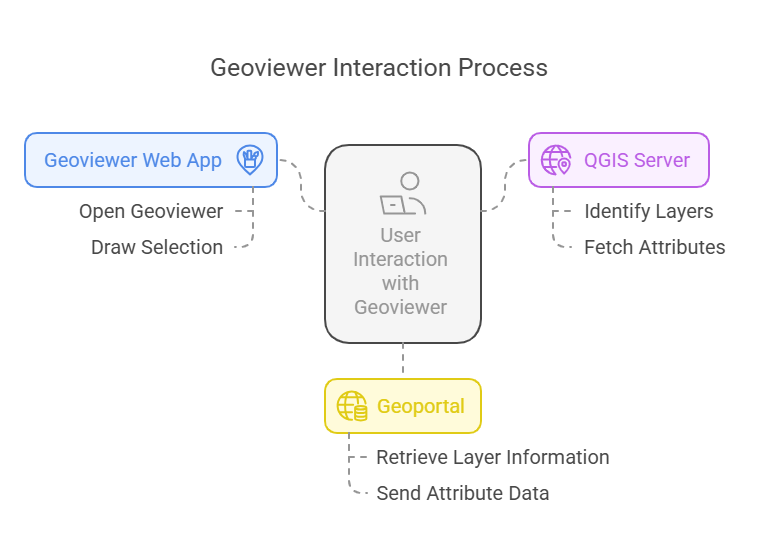 Geoviewer Interaction Process
Geoviewer Web App
Open Geoviewer
Draw Selection
User
Interaction
with
Geoviewer
QGIS Server
Identify Layers
Fetch Attributes
Geoportal
Retrieve Layer Information
Send Attribute Data